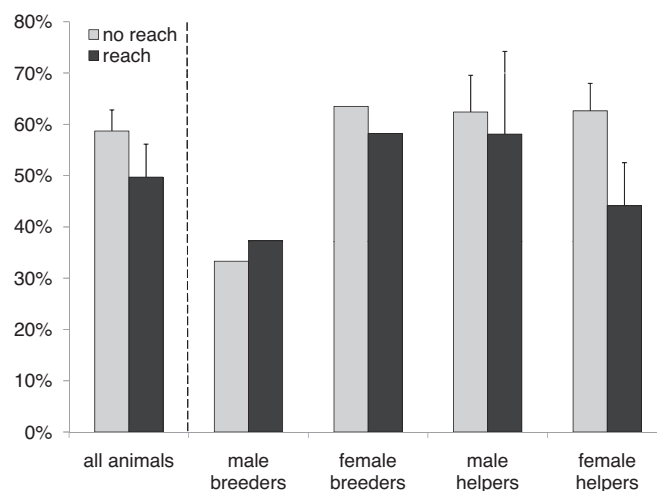 80%
70%
60%
50%
40%
30%
20%
10%
0%
no reach
reach
all animals
male
breeders
female
breeders
male
helpers
female
helpers